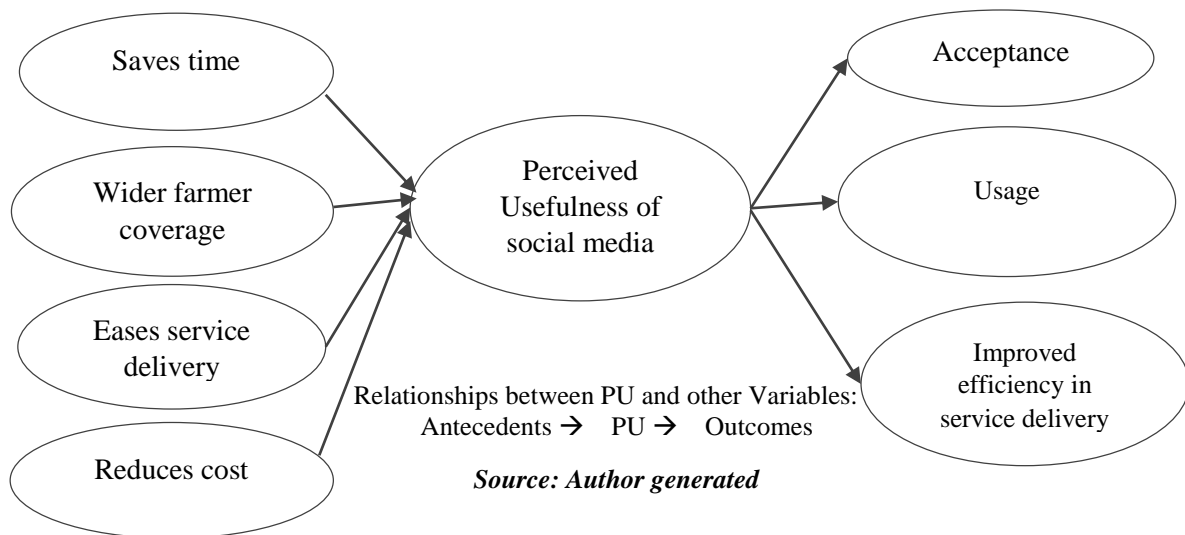 Saves time
Wider farmer
coverage
Eases service
delivery
Reduces cost
Perceived
Usefulness of
social media
Acceptance
Usage
Improved
efficiency in
service delivery
Relationships between PU and other Variables:
Antecedents → PU → Outcomes
Source: Author generated